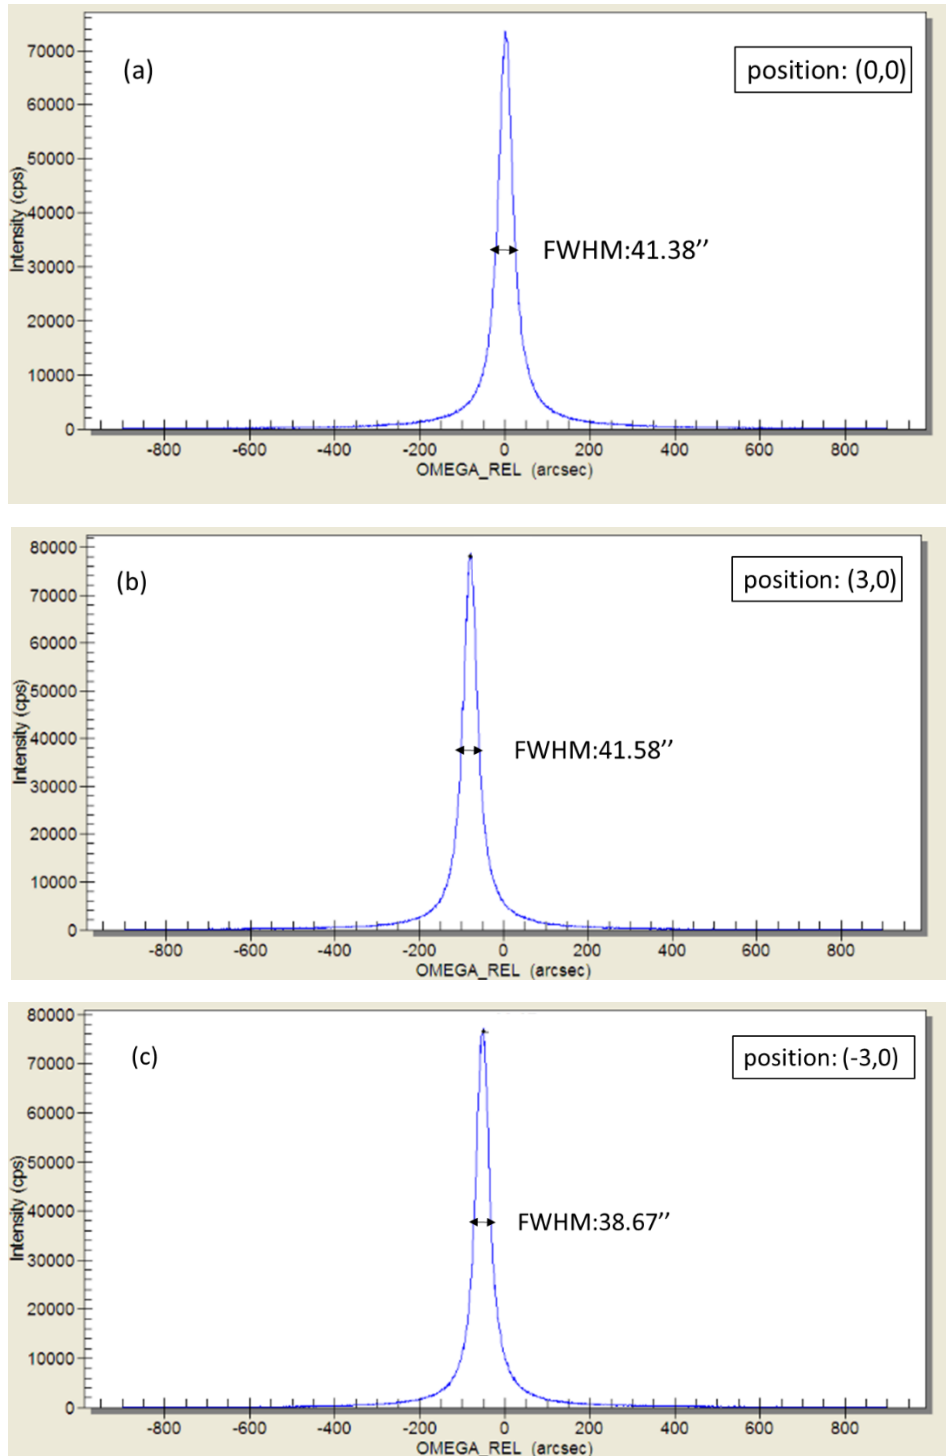 70000
60000
50000
40000
30000
20000
10000
0
Intensity (cps)
(a)
position: (0,0)
FWHM:41.38’’
-800 -600 -400 -200 0 200 400 600 800
OMEGA_REL (arcsec)
80000
70000
60000
50000
40000
30000
20000
10000
0
Intensity (cps)
(b)
position: (3,0)
FWHM:41.58’’
-800 -600 -400 -200 0 200 400 600 800
OMEGA_REL (arcsec)
80000
70000
60000
50000
40000
30000
20000
10000
0
Intensity (cps)
(c)
position: (-3,0)
FWHM:38.67’’
-800 -600 -400 -200 0 200 400 600 800
OMEGA_REL (arcsec)